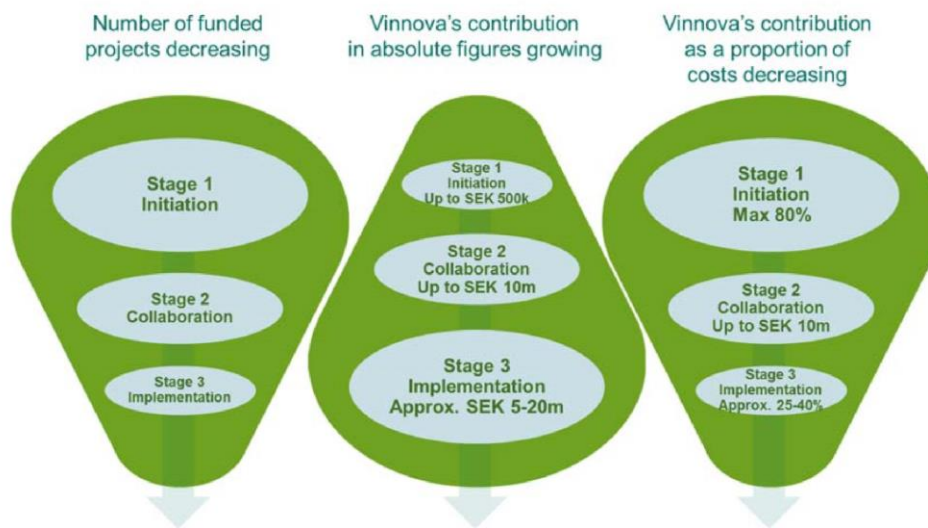 Number of funded
projects decreasing
Stage 1
Initiation
Stage 2
Collaboration
Stage 3
Implementation
Vinnova's contribution
in absolute figures growing
Stage 1
Initiation
Up to SEK 500k
Stage 2
Collaboration
Up to SEK 10m
Stage 3
Implementation
Approx. SEK 5-20m
Vinnova's contribution
as a proportion of
costs decreasing
Stage 1
Initiation
Max 80%
Stage 2
Collaboration
Up to SEK 10m
Stage 3
Implementation
Approx. 25-40%